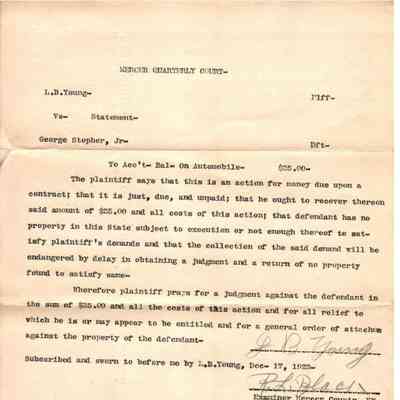 MERCER QUARTERLY COURT-
L.B.Young- Plff-
Vs- Statement-
George Stopher, Jr- Dft-
To Acc't- Bal- On Automobile- $25.00-
The plaintiff says that this is an action for money due upon a
contract; that it is just, due, and unpaid; that he ought to recover thereon
said amount of $25.00 and all costs of this action; that defendant has no
property in this State subject to execution or not enough thereof to sat-
isfy plaintiff's demands and that the collection of the said demand will be
endangered by delay in obtaining a judgment and a return of no property
found to satisfy same-
Wherefore plaintiff prays for a judgment against the defendant in
the sum of $25.00 and all the costs of this action and for all relief to
which he is or may appear to be entitled and for a general order of attachm
against the property of the defendant-
L B Young
Subscribed and sworn to before me by L.B.Young, Dec- 17, 1923-
Examiner Mercer County, KY